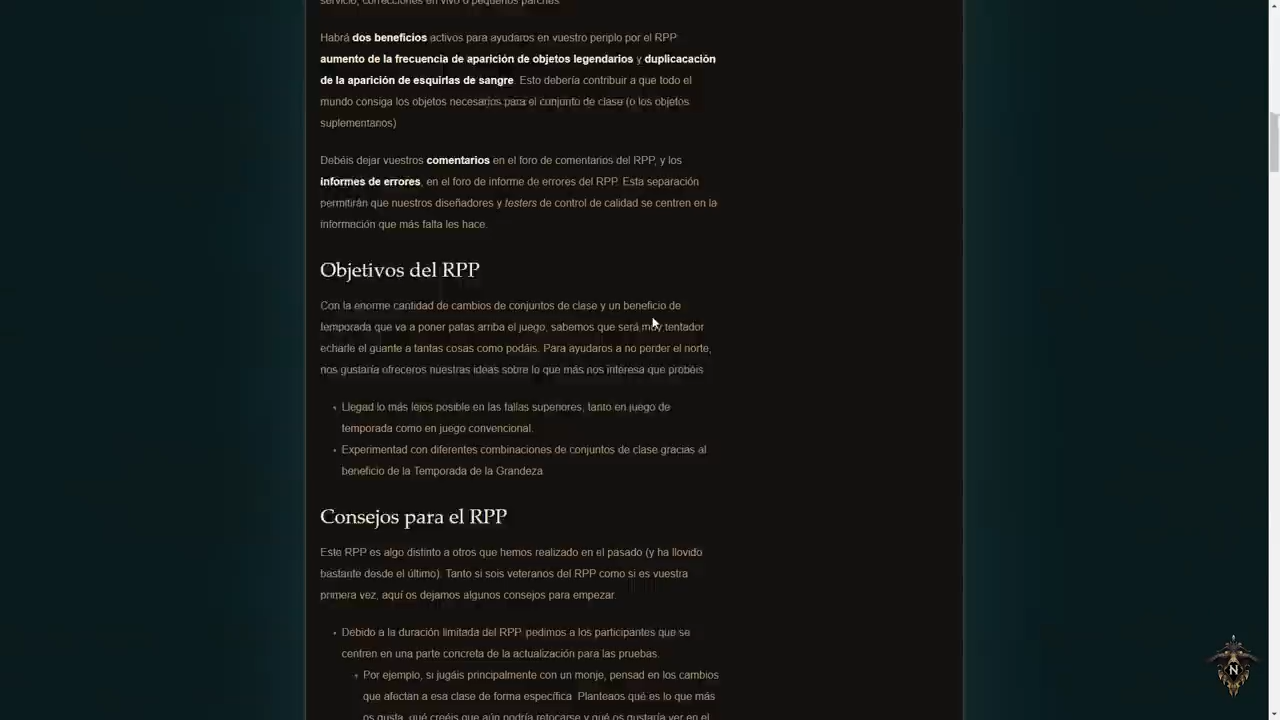 servicio, correcciones en vivo o pequeños parches
Habrá dos beneficios activos para ayudaros en vuestro periplo por el RPP:
aumento de la frecuencia de aparición de objetos legendarios y duplicacación
de la aparición de esquirlas de sangre. Esto debería contribuir a que todo el
mundo consiga los objetos necesarios para el conjunto de clase (o los objetos
suplementarios)
Debéis dejar vuestros comentarios en el foro de comentarios del RPP, y los
informes de errores, en el foro de informe de errores del RPP. Esta separación
permitirán que nuestros diseñadores y testers de control de calidad se centren en la
información que más falta les hace.
Objetivos del RPP
Con la enorme cantidad de cambios de conjuntos de clase y un beneficio de
temporada que va a poner patas arriba el juego, sabemos que será muy tentador
echarle el guante a tantas cosas como podáis. Para ayudaros a no perder el norte,
nos gustaría ofreceros nuestras ideas sobre lo que más nos interesa que probéis
• Llegad lo más lejos posible en las fallas superiores, tanto en juego de
temporada como en juego convencional.
• Experimentad con diferentes combinaciones de conjuntos de clase gracias al
beneficio de la Temporada de la Grandeza
Consejos para el RPP
Este RPP es algo distinto a otros que hemos realizado en el pasado (y ha llovido
bastante desde el último). Tanto si sois veteranos del RPP como si es vuestra
primera vez, aquí os dejamos algunos consejos para empezar.
• Debido a la duración limitada del RPP pedimos a los participantes que se
centren en una parte concreta de la actualización para las pruebas.
• Por ejemplo, si jugáis principalmente con un monje, pensad en los cambios
que afectan a esa clase de forma específica. Planteaos qué es lo que más
os gusta, qué creéis que aún podría retocarse y qué os gustaría ver en el
N